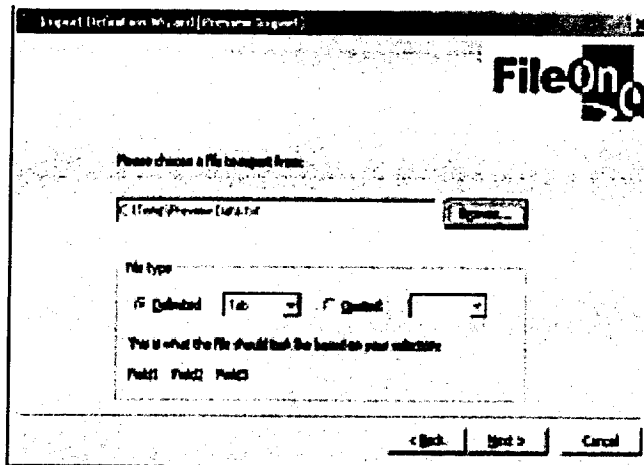 Import Definition Wizard [Preview Import]
FileOn
Please choose a file to import from:
C:\Temp\Preview Data.txt
Browse...
File type
Delimited Tab Quoted:
This is what the file should look like based on your selections:
Field1 Field2 Field3
< Back Next > Cancel